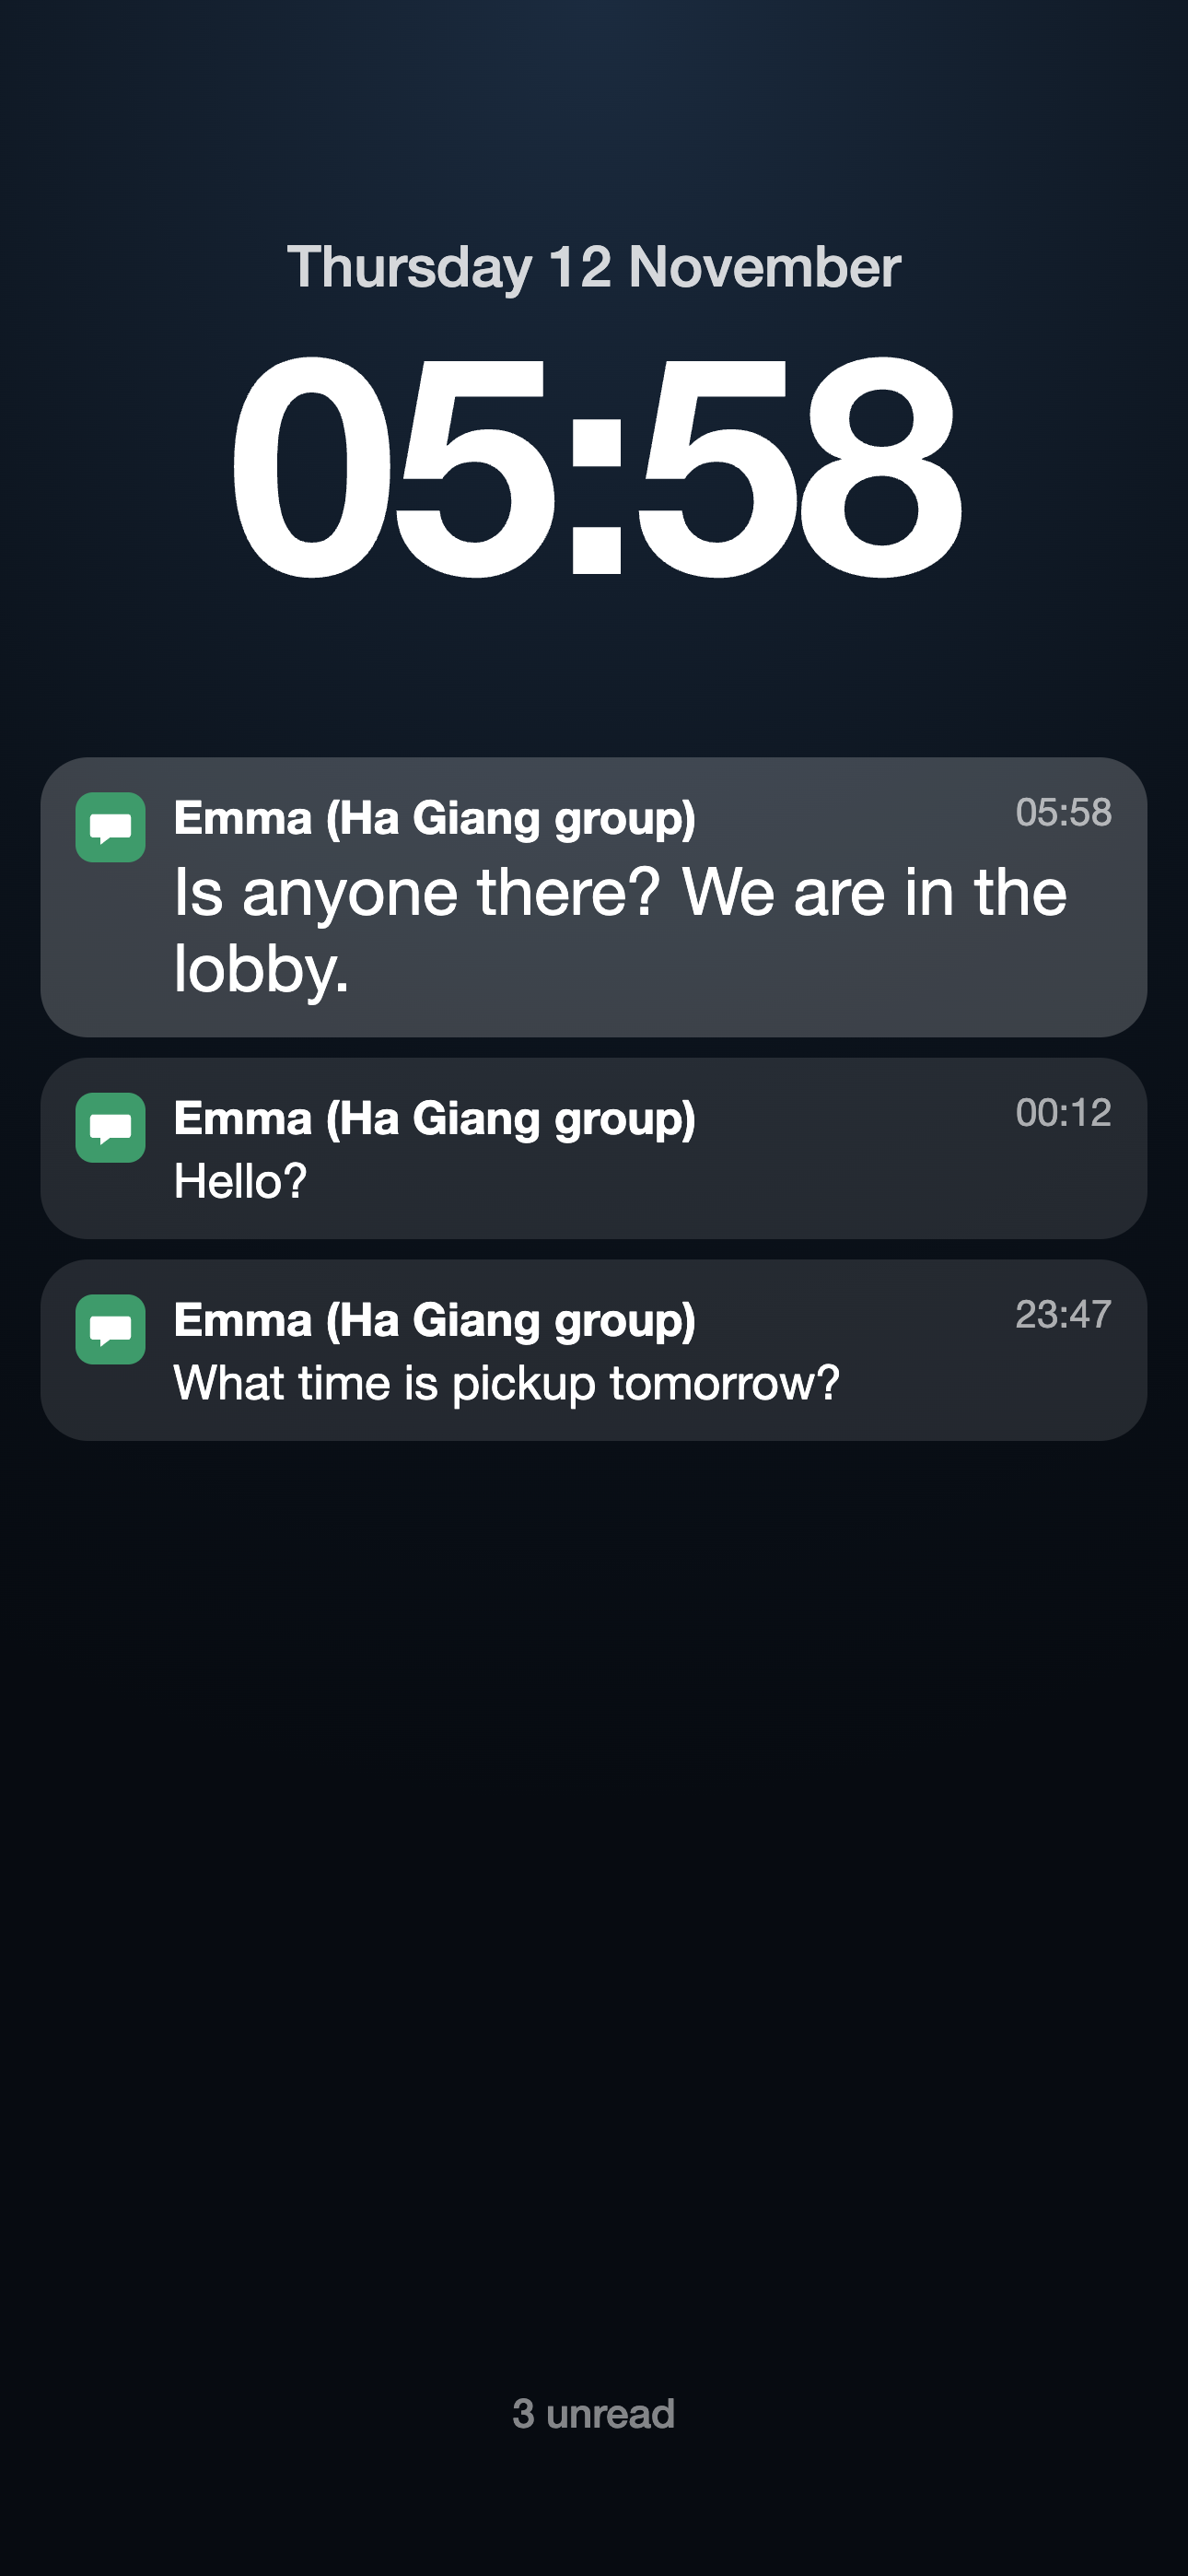 Thursday 12 November
05:58
Emma (Ha Giang group)
05:58
Is anyone there? We are in the
lobby.
Emma (Ha Giang group)
00:12
Hello?
Emma (Ha Giang group)
23:47
What time is pickup tomorrow?
3 unread